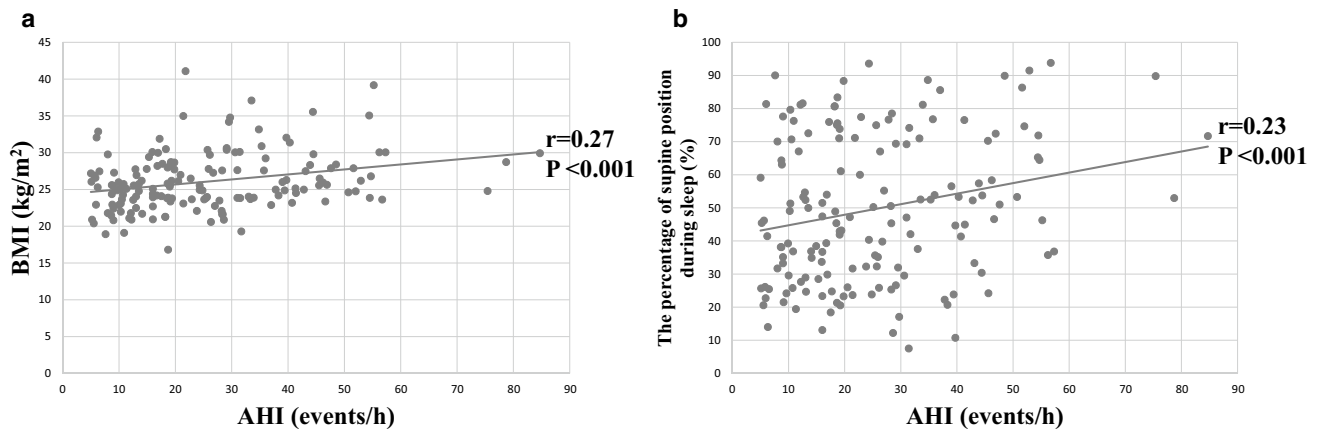 a
45
40
35
30
25
20
15
10
5
0
0 10 20 30 40 50 60 70 80 90
BMI (kg/m²)
AHI (events/h)
r=0.27
P <0.001
b
100
90
80
70
60
50
40
30
20
10
0
0 10 20 30 40 50 60 70 80 90
The percentage of supine position
during sleep (%)
AHI (events/h)
r=0.23
P <0.001